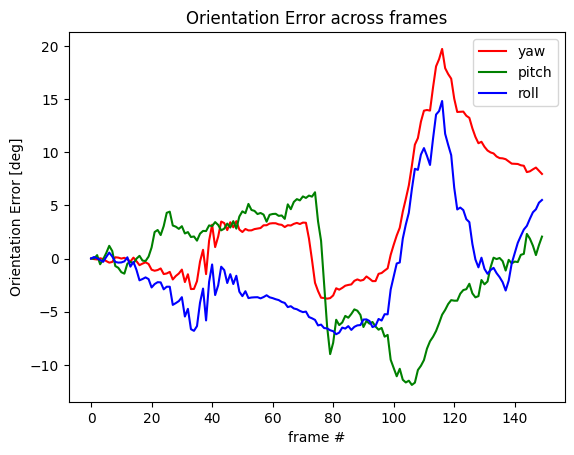 Orientation Error across frames
yaw
pitch
roll
Orientation Error [deg]
20
15
10
5
0
−5
−10
0
20
40
60
80
100
120
140
frame #